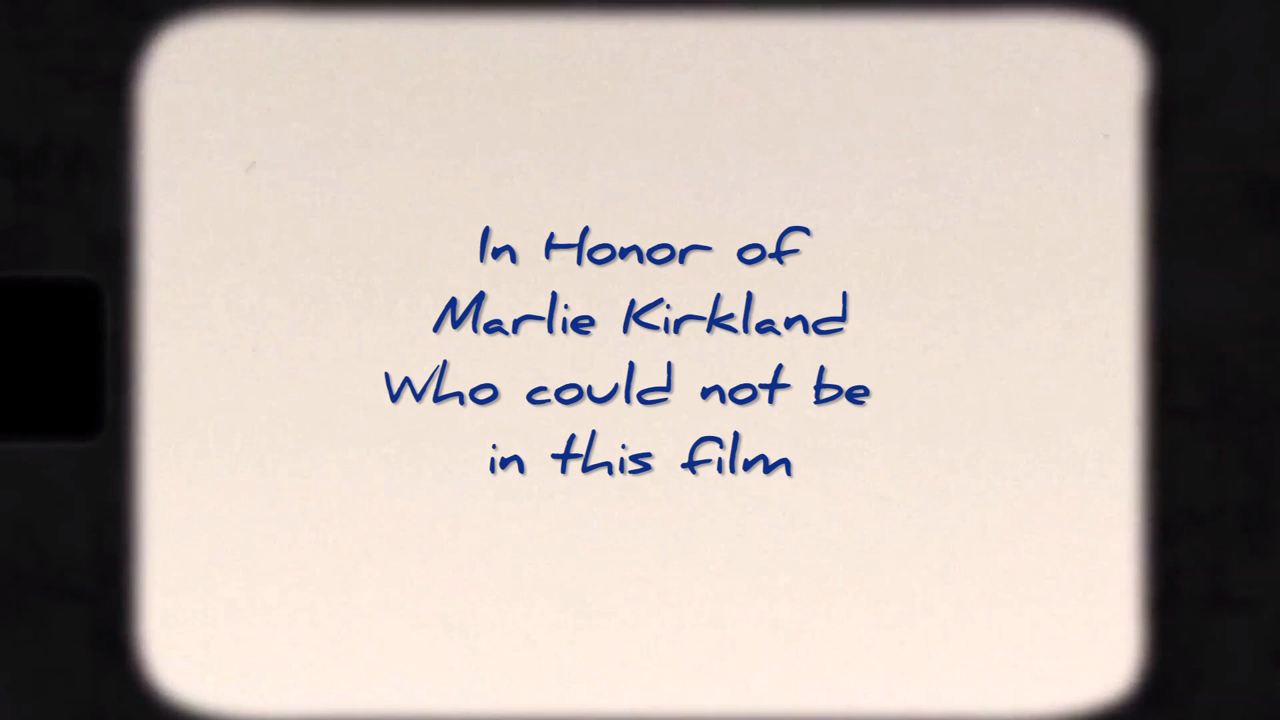 In Honor of
Marlie Kirkland
Who could not be
in this film